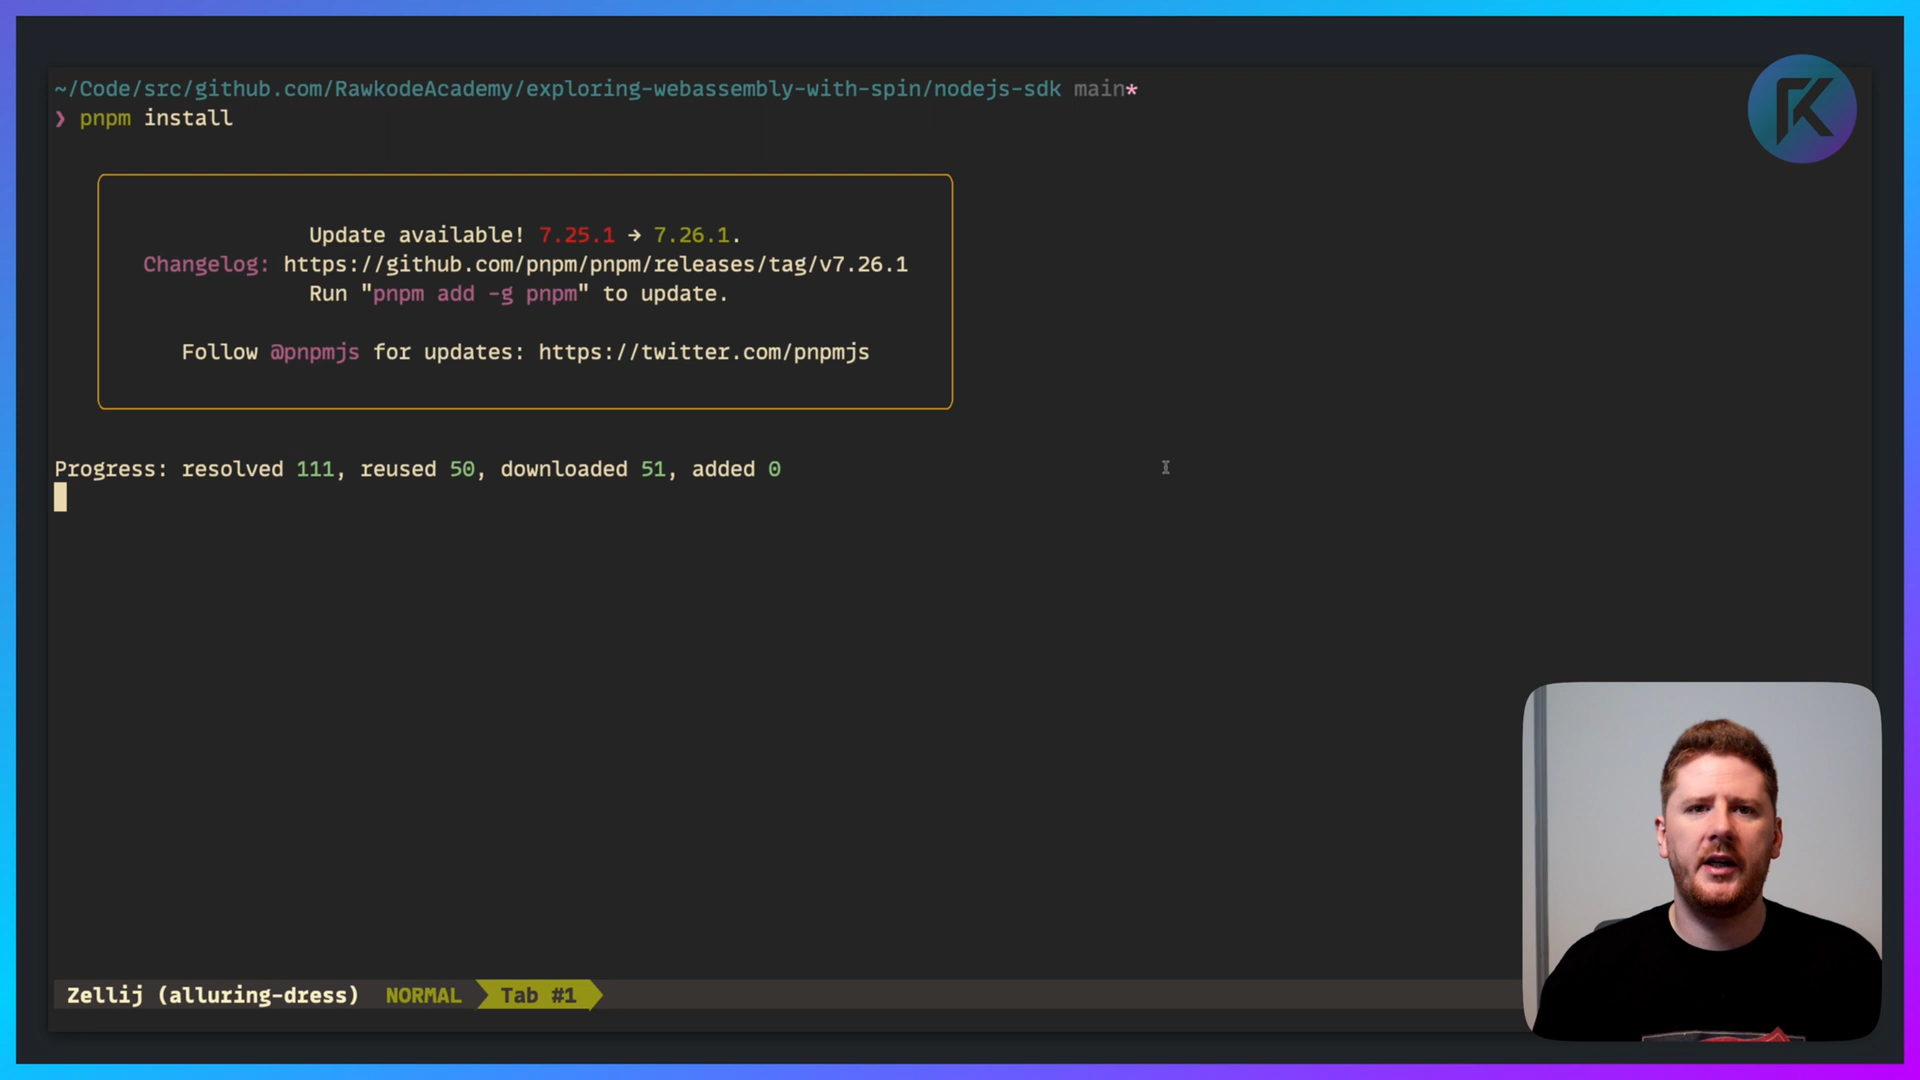 ~/Code/src/github.com/RawkodeAcademy/exploring-webassembly-with-spin/nodejs-sdk main*
❯ pnpm install
Update available! 7.25.1 → 7.26.1.
Changelog: https://github.com/pnpm/pnpm/releases/tag/v7.26.1
Run "pnpm add -g pnpm" to update.
Follow @pnpmjs for updates: https://twitter.com/pnpmjs
Progress: resolved 111, reused 50, downloaded 51, added 0
Zellij (alluring-dress) NORMAL Tab #1